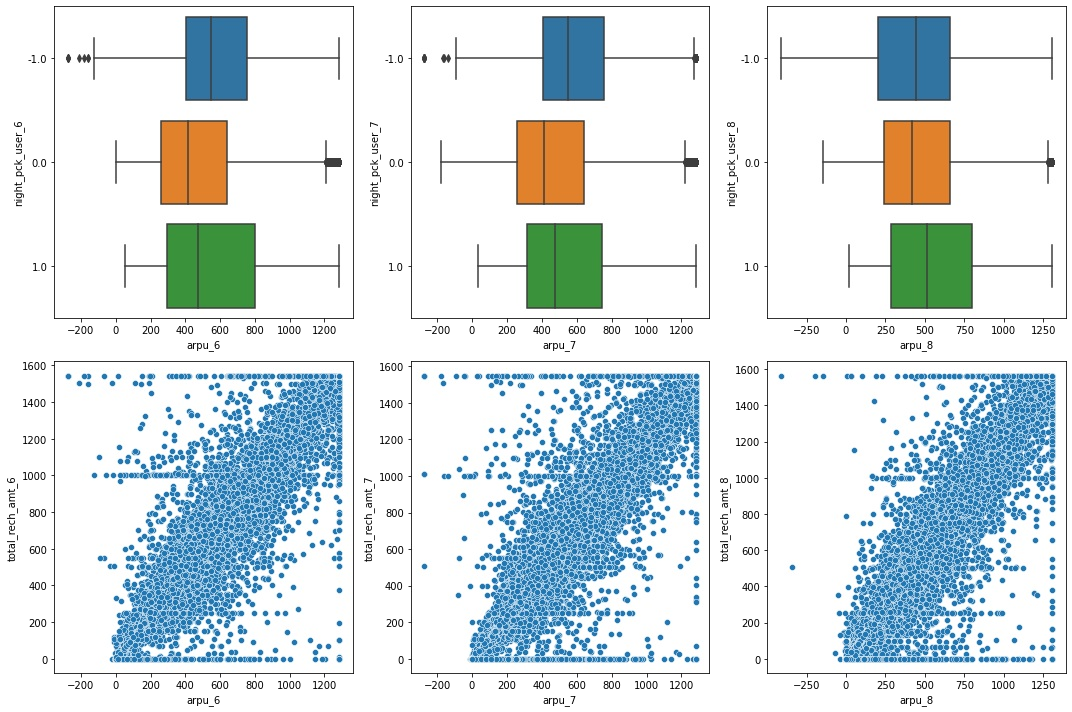 night_pck_user_6
-1.0
0.0
1.0
−200 0 200 400 600 800 1000 1200
arpu_6
night_pck_user_7
-1.0
0.0
1.0
−200 0 200 400 600 800 1000 1200
arpu_7
night_pck_user_8
-1.0
0.0
1.0
−250 0 250 500 750 1000 1250
arpu_8
total_rech_amt_6
1600
1400
1200
1000
800
600
400
200
0
−200 0 200 400 600 800 1000 1200
arpu_6
total_rech_amt_7
1600
1400
1200
1000
800
600
400
200
0
−200 0 200 400 600 800 1000 1200
arpu_7
total_rech_amt_8
1600
1400
1200
1000
800
600
400
200
0
−250 0 250 500 750 1000 1250
arpu_8